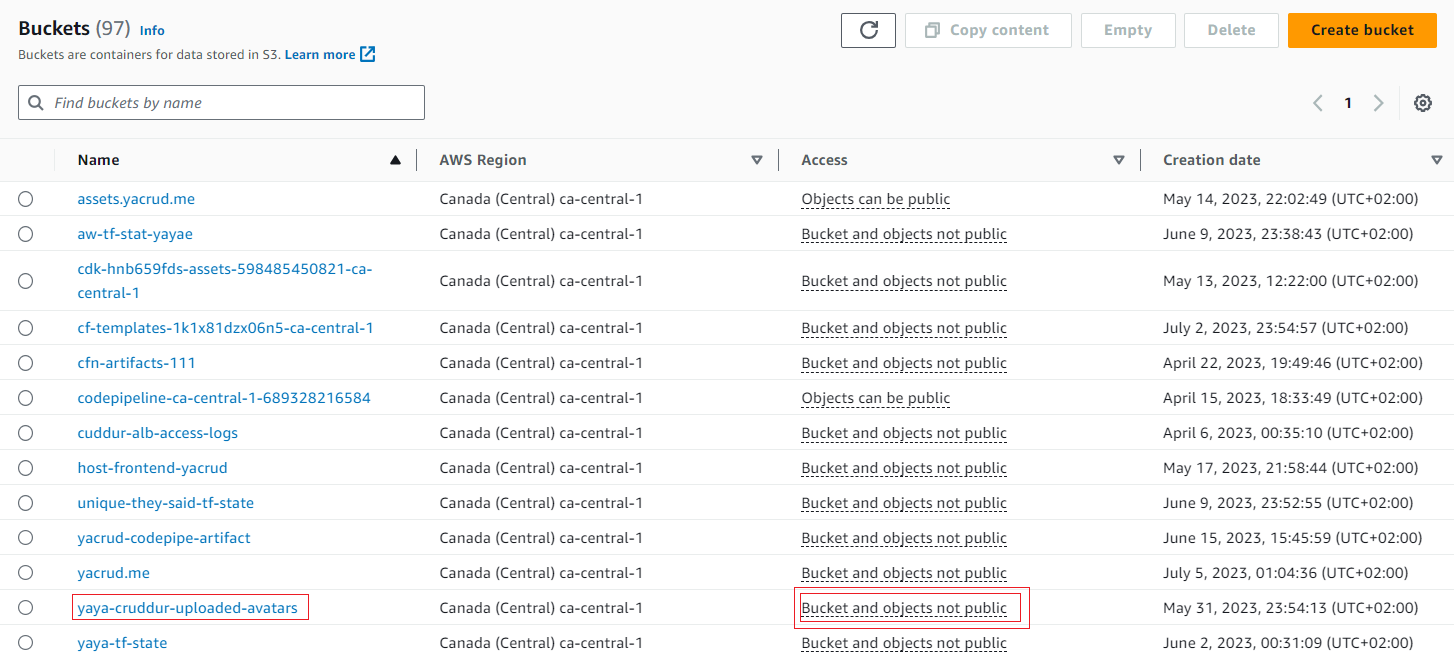 Buckets (97) Info
Buckets are containers for data stored in S3. Learn more
Copy content Empty Delete Create bucket
Find buckets by name
1
Name AWS Region Access Creation date
assets.yacrud.me Canada (Central) ca-central-1 Objects can be public May 14, 2023, 22:02:49 (UTC+02:00)
aw-tf-stat-yayae Canada (Central) ca-central-1 Bucket and objects not public June 9, 2023, 23:38:43 (UTC+02:00)
cdk-hnb659fds-assets-598485450821-ca-
central-1 Canada (Central) ca-central-1 Bucket and objects not public May 13, 2023, 12:22:00 (UTC+02:00)
cf-templates-1k1x81dzx06n5-ca-central-1 Canada (Central) ca-central-1 Bucket and objects not public July 2, 2023, 23:54:57 (UTC+02:00)
cfn-artifacts-111 Canada (Central) ca-central-1 Bucket and objects not public April 22, 2023, 19:49:46 (UTC+02:00)
codepipeline-ca-central-1-689328216584 Canada (Central) ca-central-1 Objects can be public April 15, 2023, 18:33:49 (UTC+02:00)
cuddur-alb-access-logs Canada (Central) ca-central-1 Bucket and objects not public April 6, 2023, 00:35:10 (UTC+02:00)
host-frontend-yacrud Canada (Central) ca-central-1 Bucket and objects not public May 17, 2023, 21:58:44 (UTC+02:00)
unique-they-said-tf-state Canada (Central) ca-central-1 Bucket and objects not public June 9, 2023, 23:52:55 (UTC+02:00)
yacrud-codepipe-artifact Canada (Central) ca-central-1 Bucket and objects not public June 15, 2023, 15:45:59 (UTC+02:00)
yacrud.me Canada (Central) ca-central-1 Bucket and objects not public July 5, 2023, 01:04:36 (UTC+02:00)
yaya-cruddur-uploaded-avatars Canada (Central) ca-central-1 Bucket and objects not public May 31, 2023, 23:54:13 (UTC+02:00)
yaya-tf-state Canada (Central) ca-central-1 Bucket and objects not public June 2, 2023, 00:31:09 (UTC+02:00)